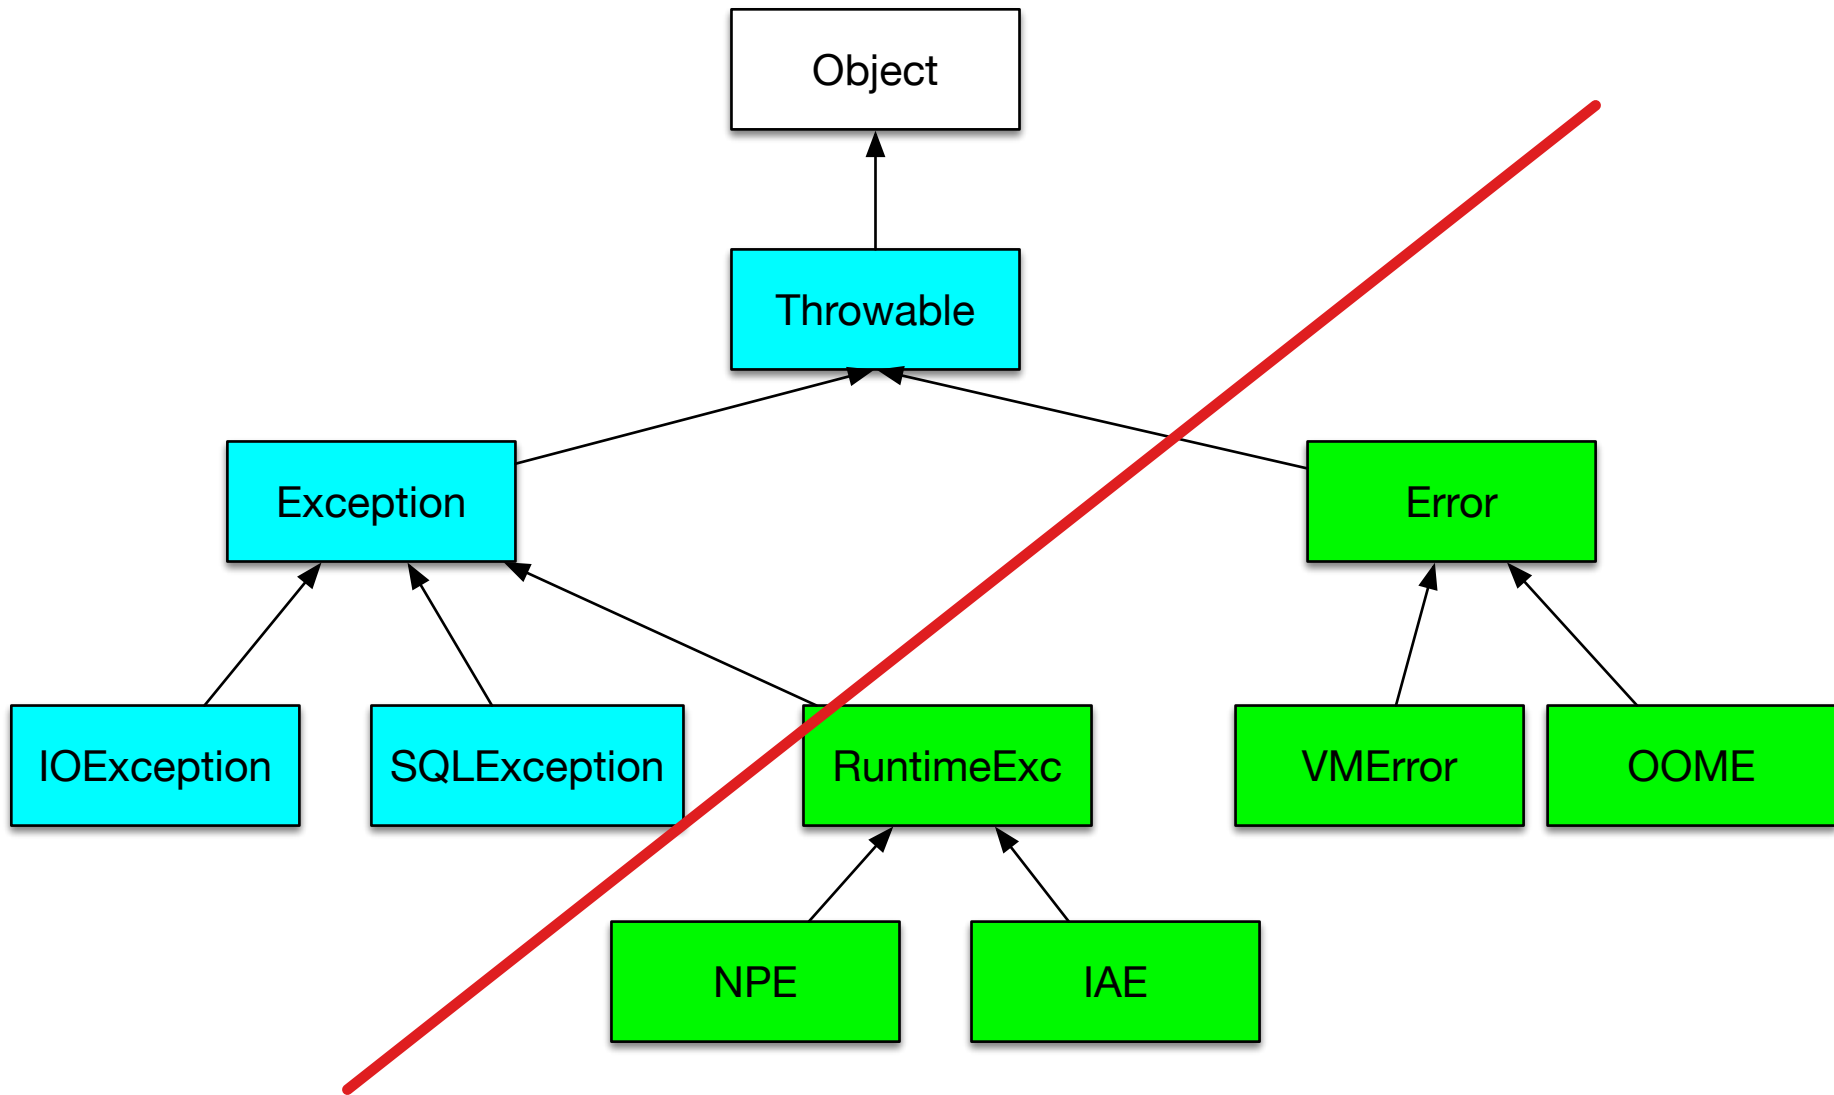 Object
Throwable
Exception
Error
IOException
SQLException
RuntimeExc
VMError
OOME
NPE
IAE